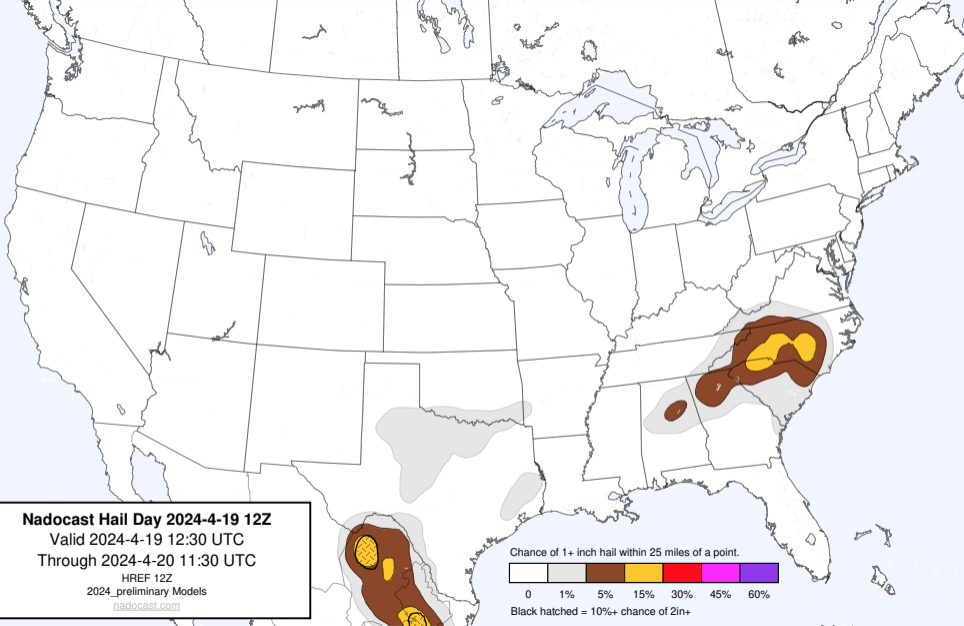 Nadocast Hail Day 2024-4-19 12Z
Valid 2024-4-19 12:30 UTC
Through 2024-4-20 11:30 UTC
HREF 12Z
2024_preliminary Models
nadocast.com
Chance of 1+ inch hail within 25 miles of a point.
0 1% 5% 15% 30% 45% 60%
Black hatched = 10%+ chance of 2in+